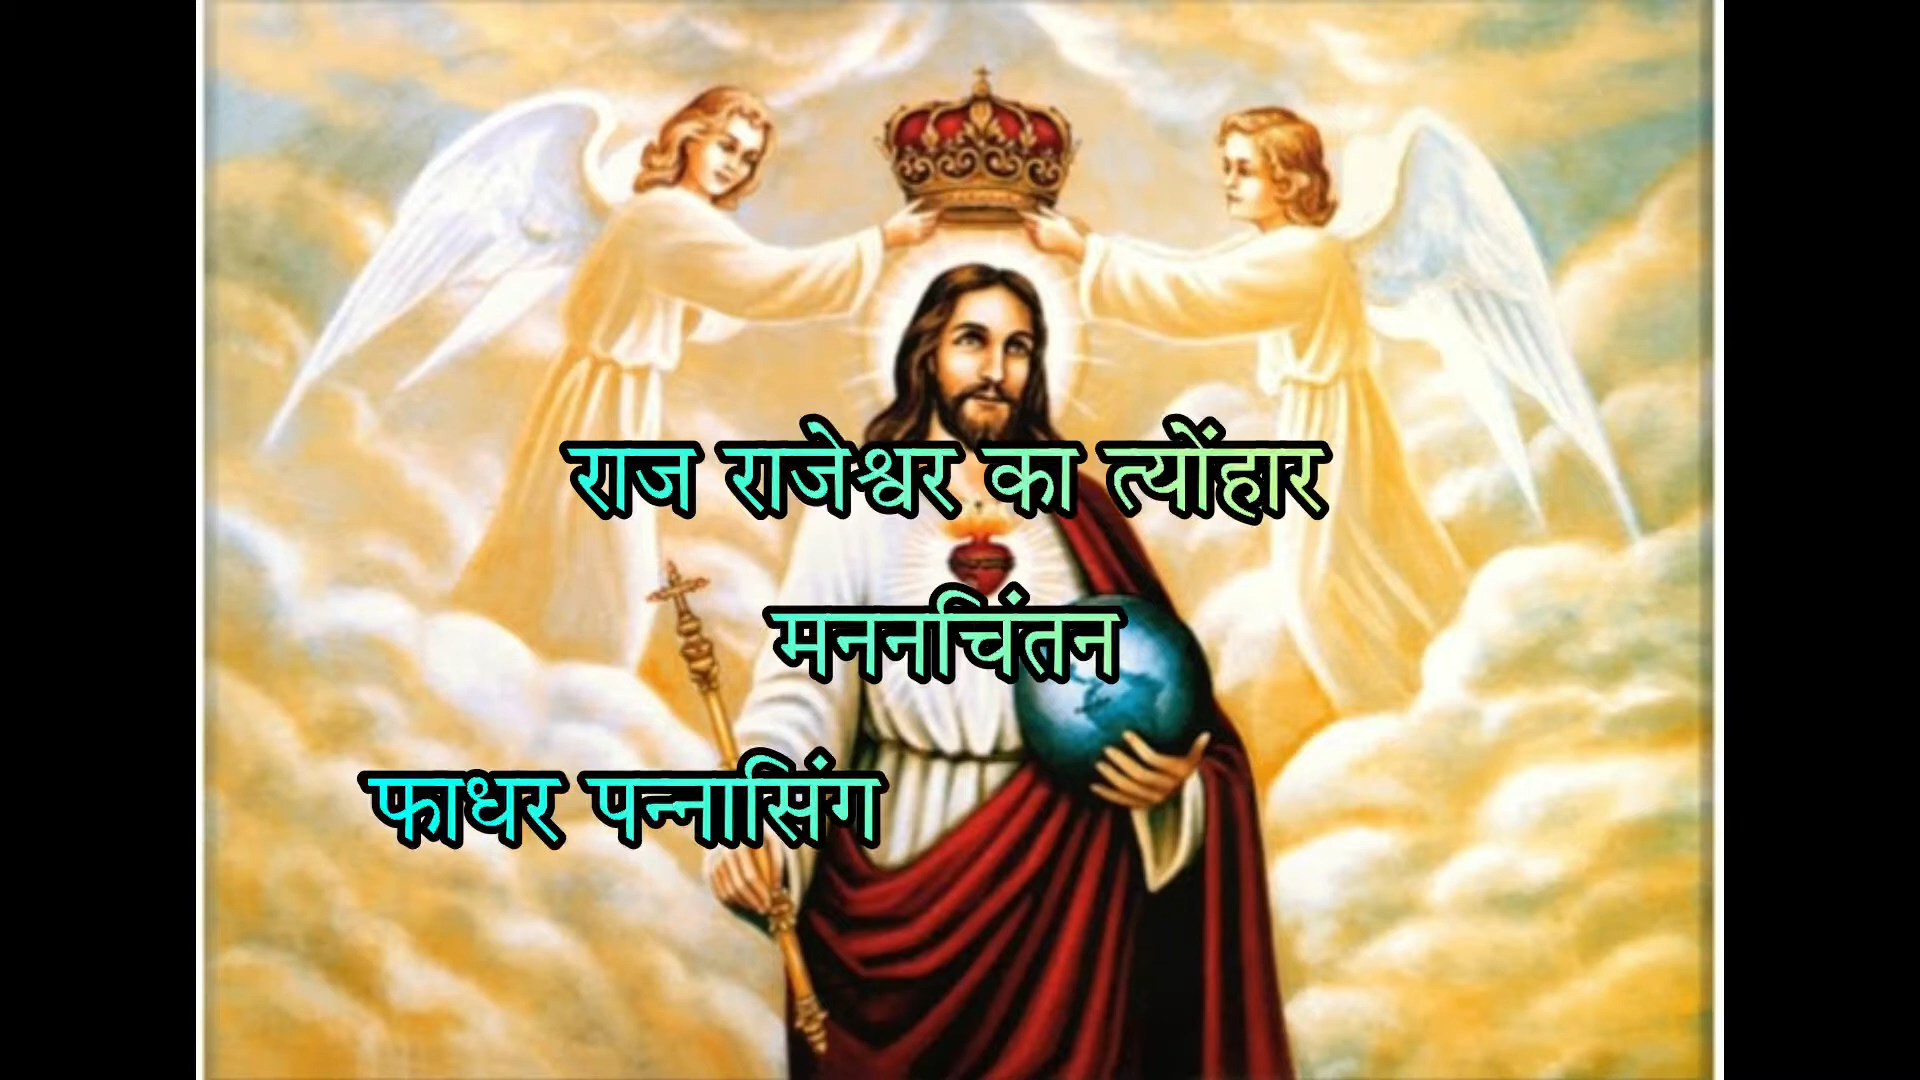 राज राजेश्वर का त्योंहार
मननचिंतन
फाधर पन्नासिंग